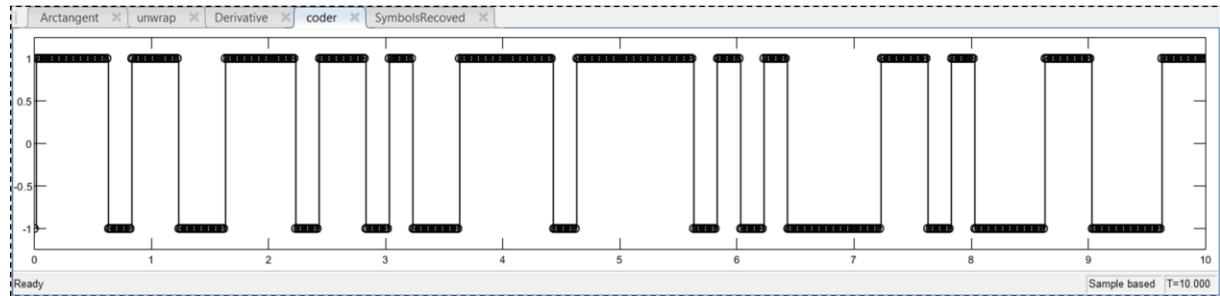 Arctangent × unwrap × Derivative × coder × SymbolsRecoved ×
1
0.5
0
-0.5
-1
0 1 2 3 4 5 6 7 8 9 10
Ready Sample based T=10.000